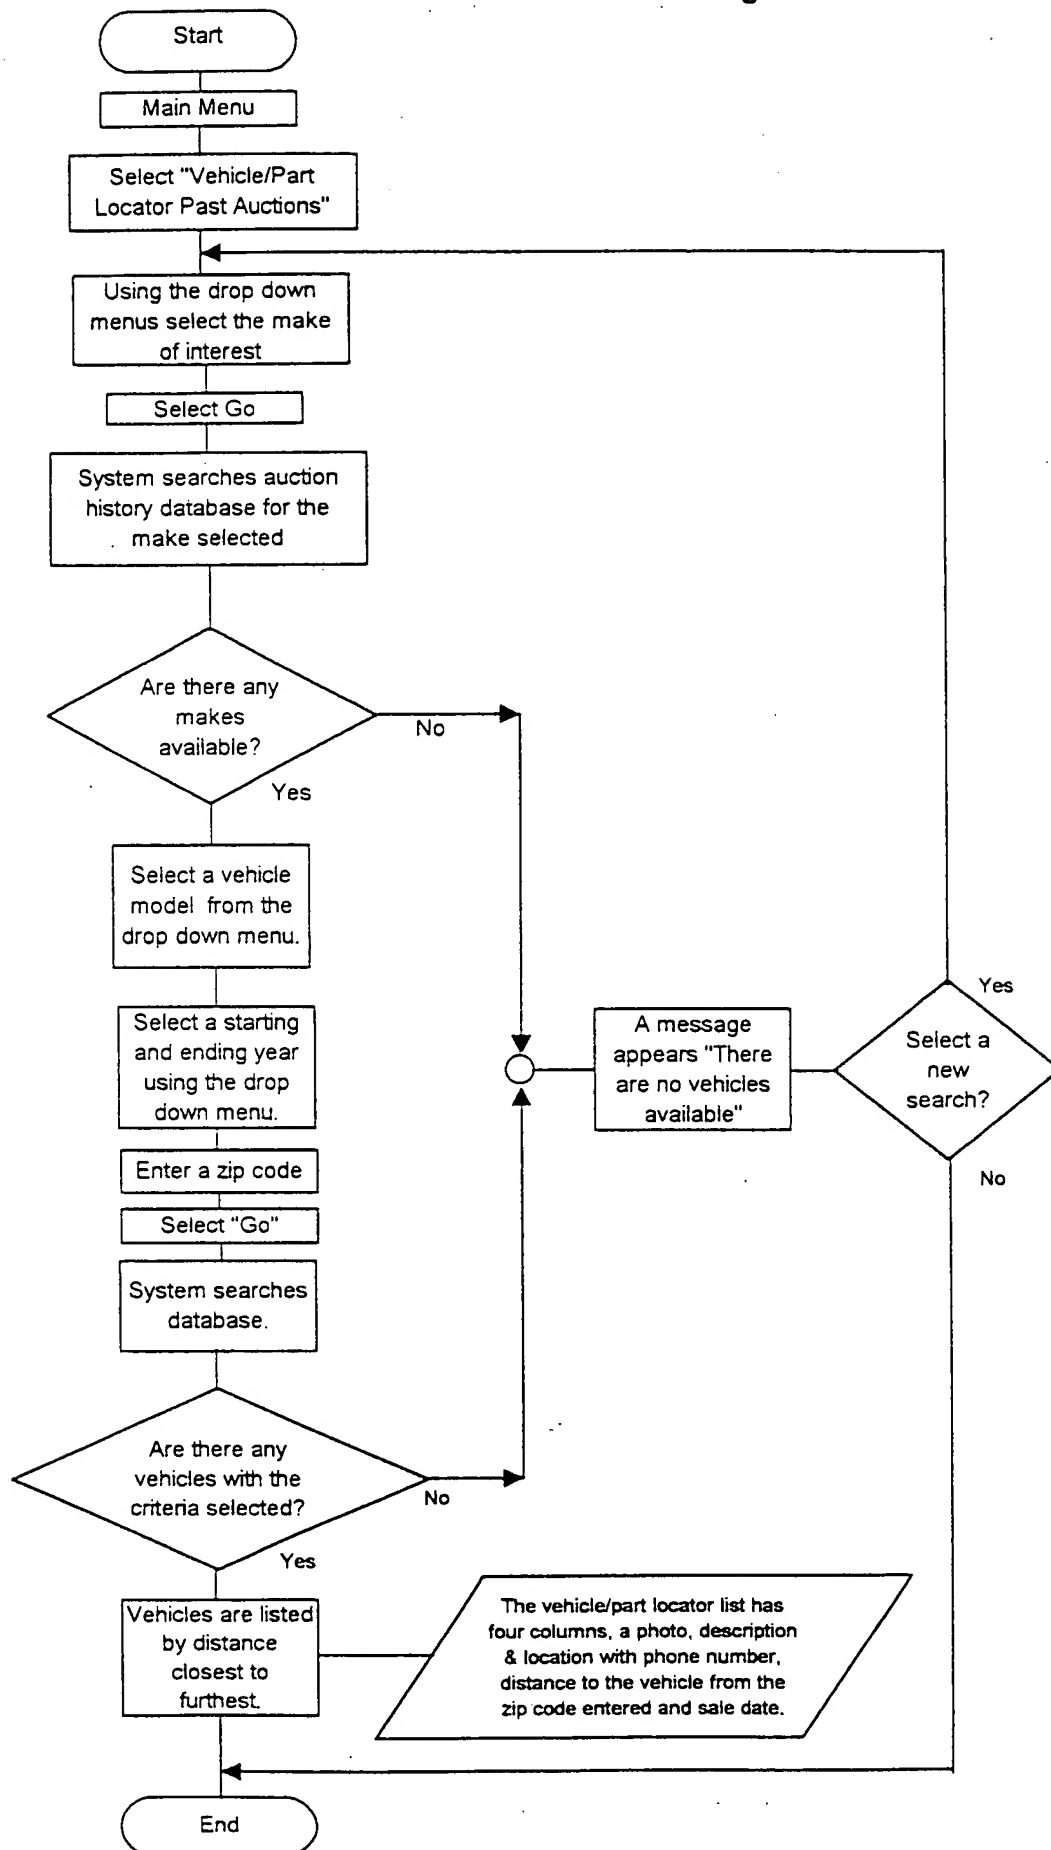 Start
Main Menu
Select "Vehicle/Part
Locator Past Auctions"
Using the drop down
menus select the make
of interest
Select Go
System searches auction
history database for the
make selected
Are there any
makes
available?
No
Yes
Select a vehicle
model from the
drop down menu.
Select a starting
and ending year
using the drop
down menu.
Enter a zip code
Select "Go"
System searches
database.
Are there any
vehicles with the
criteria selected?
No
Yes
A message
appears "There
are no vehicles
available"
Select a
new
search?
Yes
No
Vehicles are listed
by distance
closest to
furthest.
The vehicle/part locator list has
four columns, a photo, description
& location with phone number,
distance to the vehicle from the
zip code entered and sale date.
End